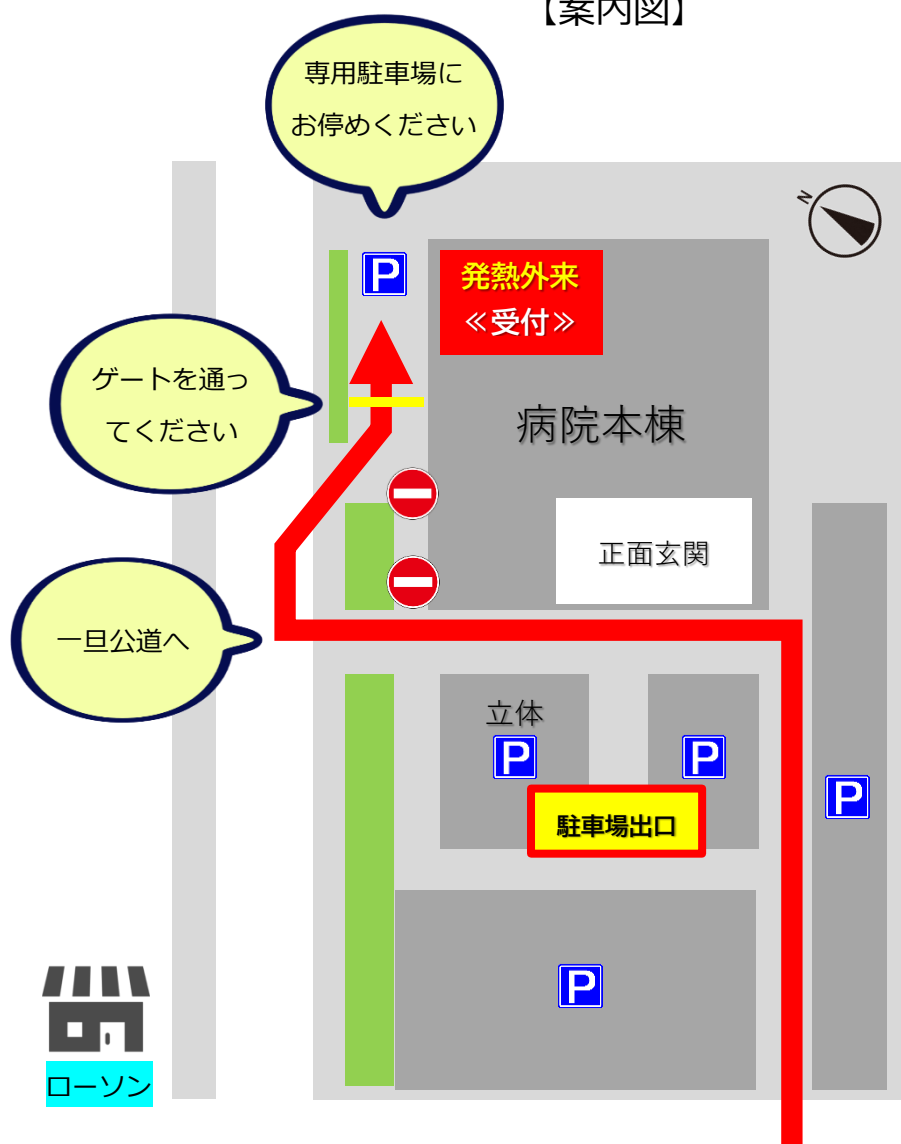 【案内図】
専用駐車場に
お停めください
N
P
発熱外来
≪受付≫
ゲートを通っ
てください
病院本棟
正面玄関
一旦公道へ
立体
P
P
P
駐車場出口
P
ローソン